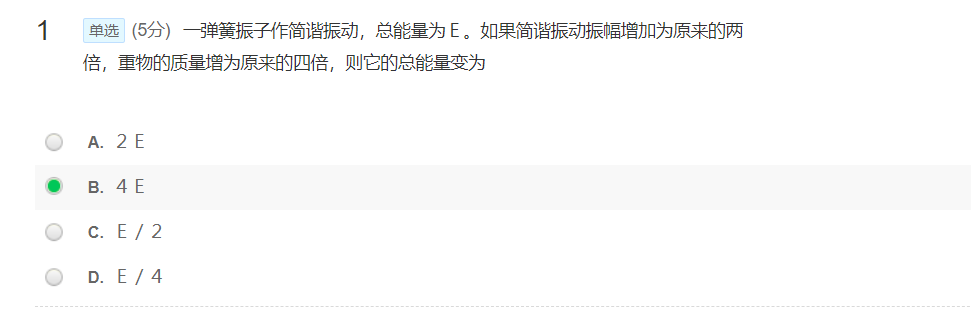 1 单选 (5分) 一弹簧振子作简谐振动，总能量为 E 。如果简谐振动振幅增加为原来的两
倍，重物的质量增为原来的四倍，则它的总能量变为
A. 2 E
B. 4 E
C. E / 2
D. E / 4